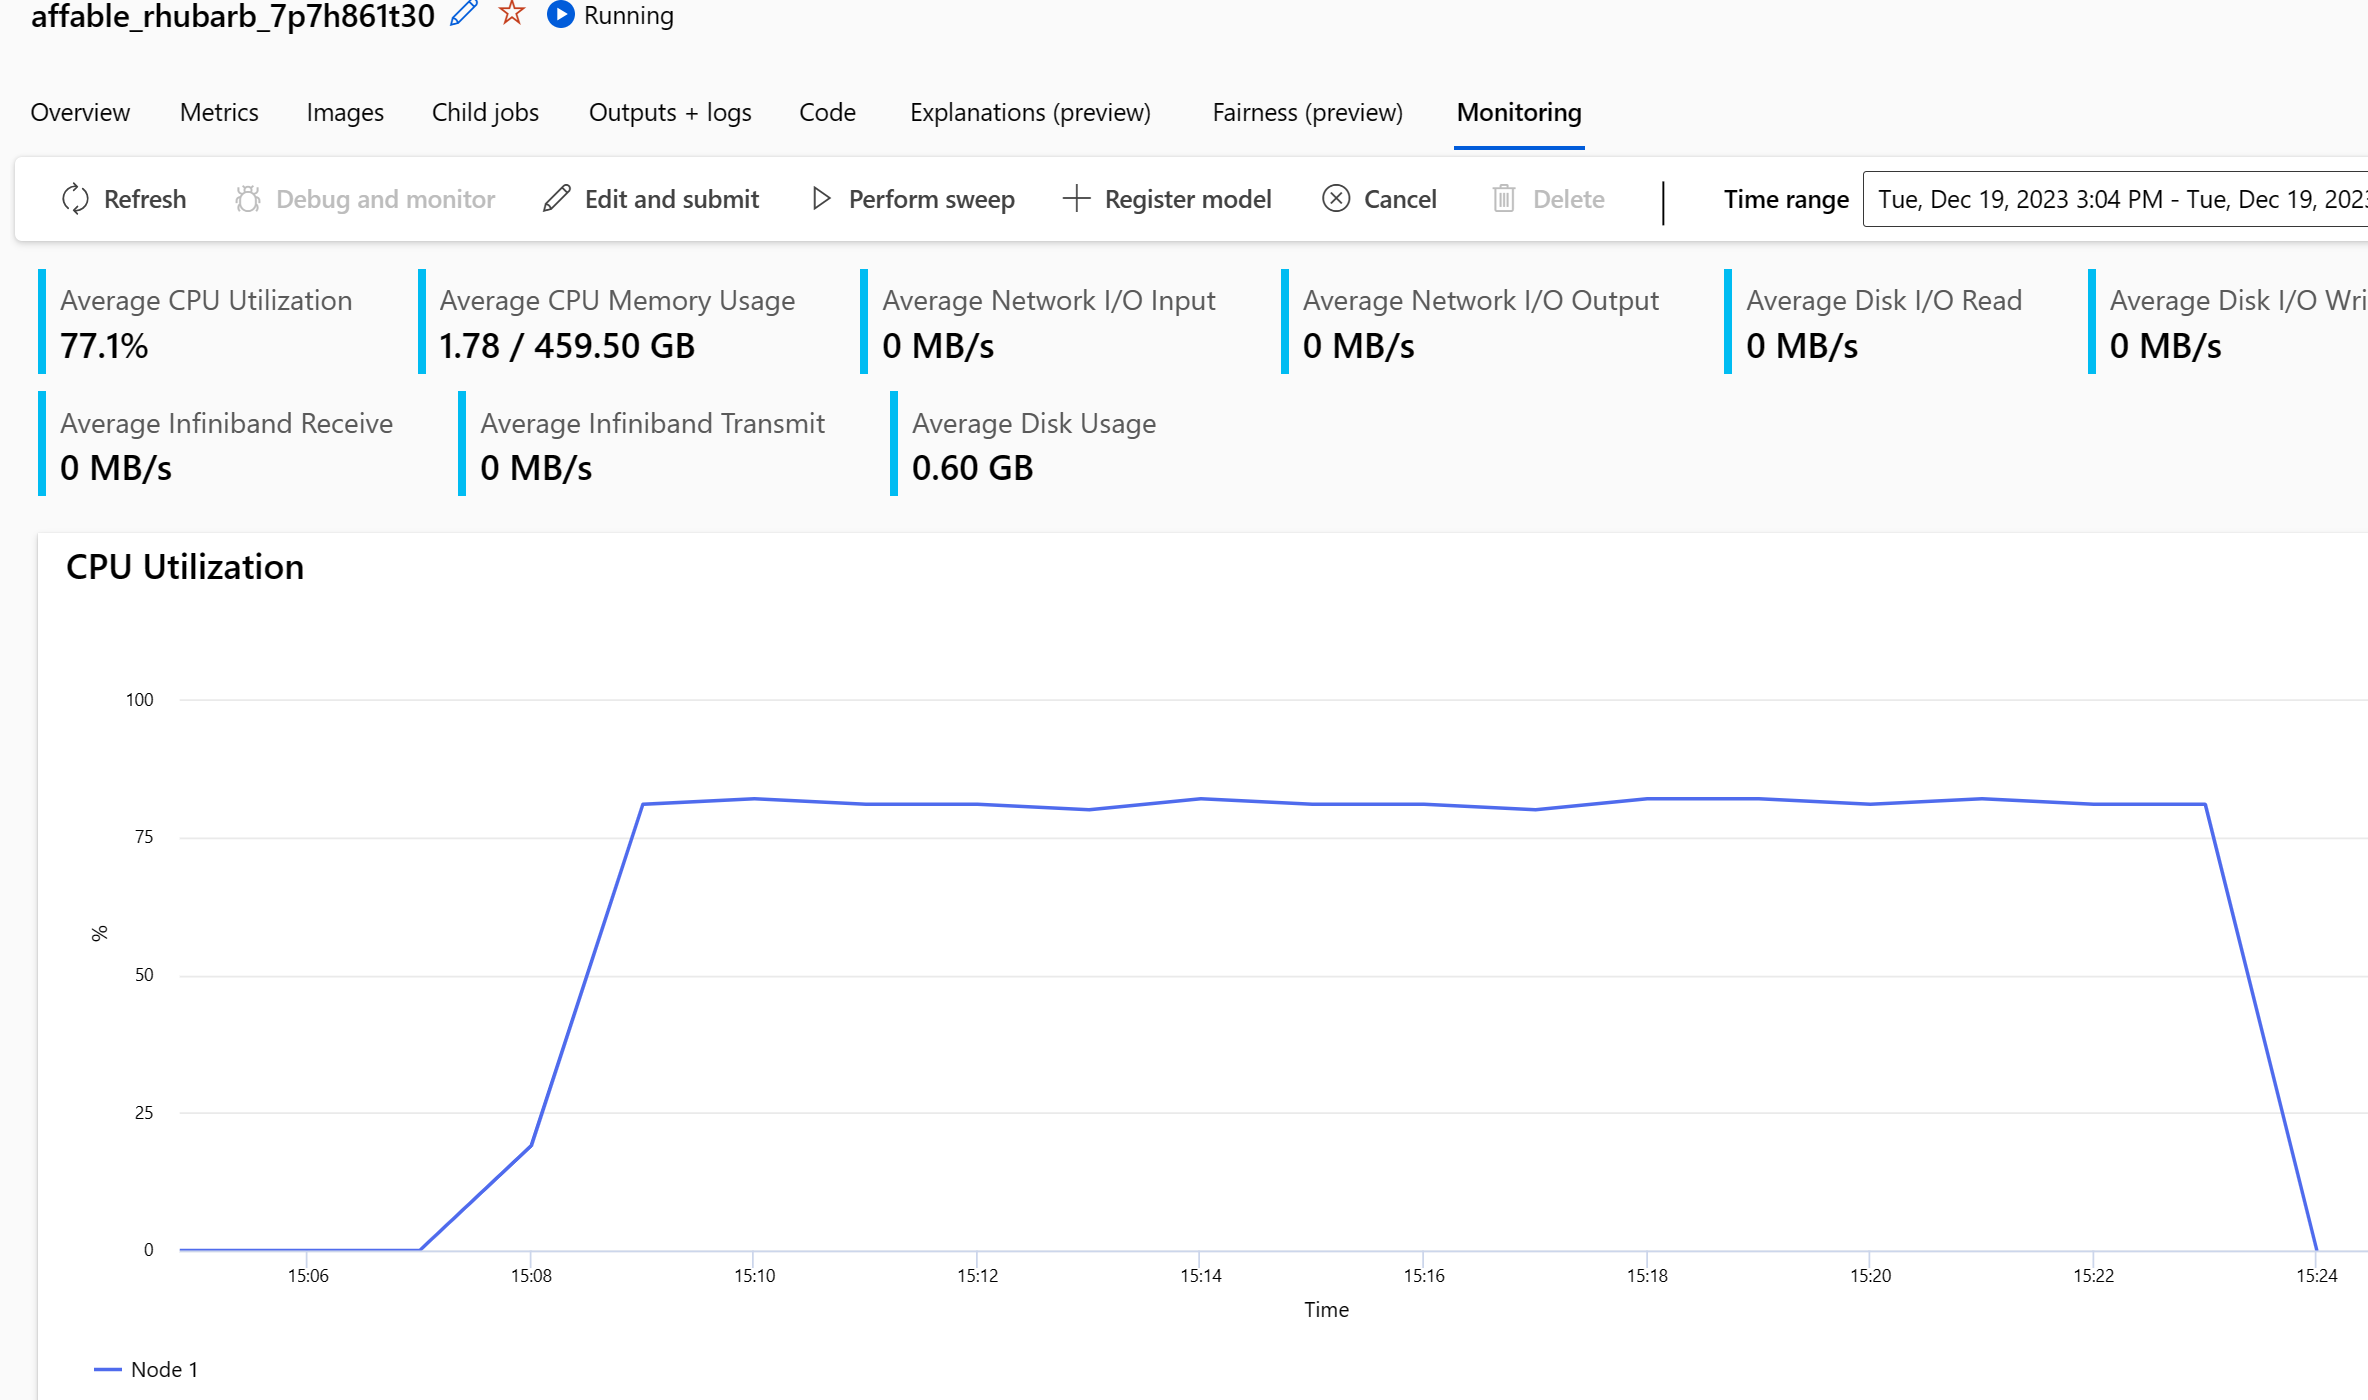 affable_rhubarb_7p7h861t30 Running
Overview Metrics Images Child jobs Outputs + logs Code Explanations (preview) Fairness (preview) Monitoring
Refresh Debug and monitor Edit and submit Perform sweep Register model Cancel Delete Time range Tue, Dec 19, 2023 3:04 PM - Tue, Dec 19, 2023
Average CPU Utilization Average CPU Memory Usage Average Network I/O Input Average Network I/O Output Average Disk I/O Read Average Disk I/O Wri
77.1% 1.78 / 459.50 GB 0 MB/s 0 MB/s 0 MB/s 0 MB/s
Average Infiniband Receive Average Infiniband Transmit Average Disk Usage
0 MB/s 0 MB/s 0.60 GB
CPU Utilization
100
75
%
50
25
0
15:06 15:08 15:10 15:12 15:14 15:16 15:18 15:20 15:22 15:24
Time
Node 1